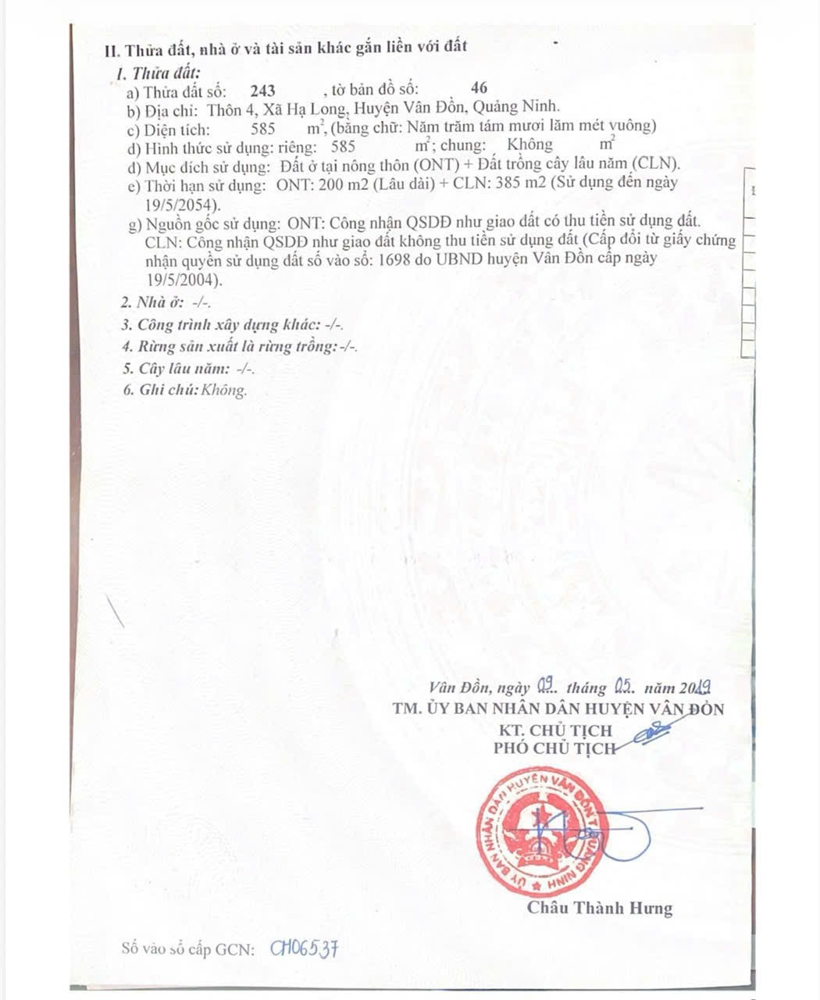 II. Thửa đất, nhà ở và tài sản khác gắn liền với đất
1. Thửa đất:
a) Thửa đất số: 243 , tờ bản đồ số: 46
b) Địa chỉ: Thôn 4, Xã Hạ Long, Huyện Vân Đồn, Quảng Ninh.
c) Diện tích: 585 m², (bằng chữ: Năm trăm tám mươi lăm mét vuông)
d) Hình thức sử dụng: riêng: 585 m²; chung: Không m²
đ) Mục đích sử dụng: Đất ở tại nông thôn (ONT) + Đất trồng cây lâu năm (CLN).
e) Thời hạn sử dụng: ONT: 200 m2 (Lâu dài) + CLN: 385 m2 (Sử dụng đến ngày
19/5/2054).
g) Nguồn gốc sử dụng: ONT: Công nhận QSDĐ như giao đất có thu tiền sử dụng đất.
CLN: Công nhận QSDĐ như giao đất không thu tiền sử dụng đất (Cấp đổi từ giấy chứng
nhận quyền sử dụng đất số vào sổ: 1698 do UBND huyện Vân Đồn cấp ngày
19/5/2004).
2. Nhà ở: -/-.
3. Công trình xây dựng khác: -/-.
4. Rừng sản xuất là rừng trồng: -/-.
5. Cây lâu năm: -/-.
6. Ghi chú: Không.
Vân Đồn, ngày 09 tháng 05 năm 2019
TM. ỦY BAN NHÂN DÂN HUYỆN VÂN ĐỒN
KT. CHỦ TỊCH
PHÓ CHỦ TỊCH
ỦY BAN NHÂN DÂN HUYỆN VÂN ĐỒN T. QUẢNG NINH
Châu Thành Hưng
Số vào sổ cấp GCN: CH06537